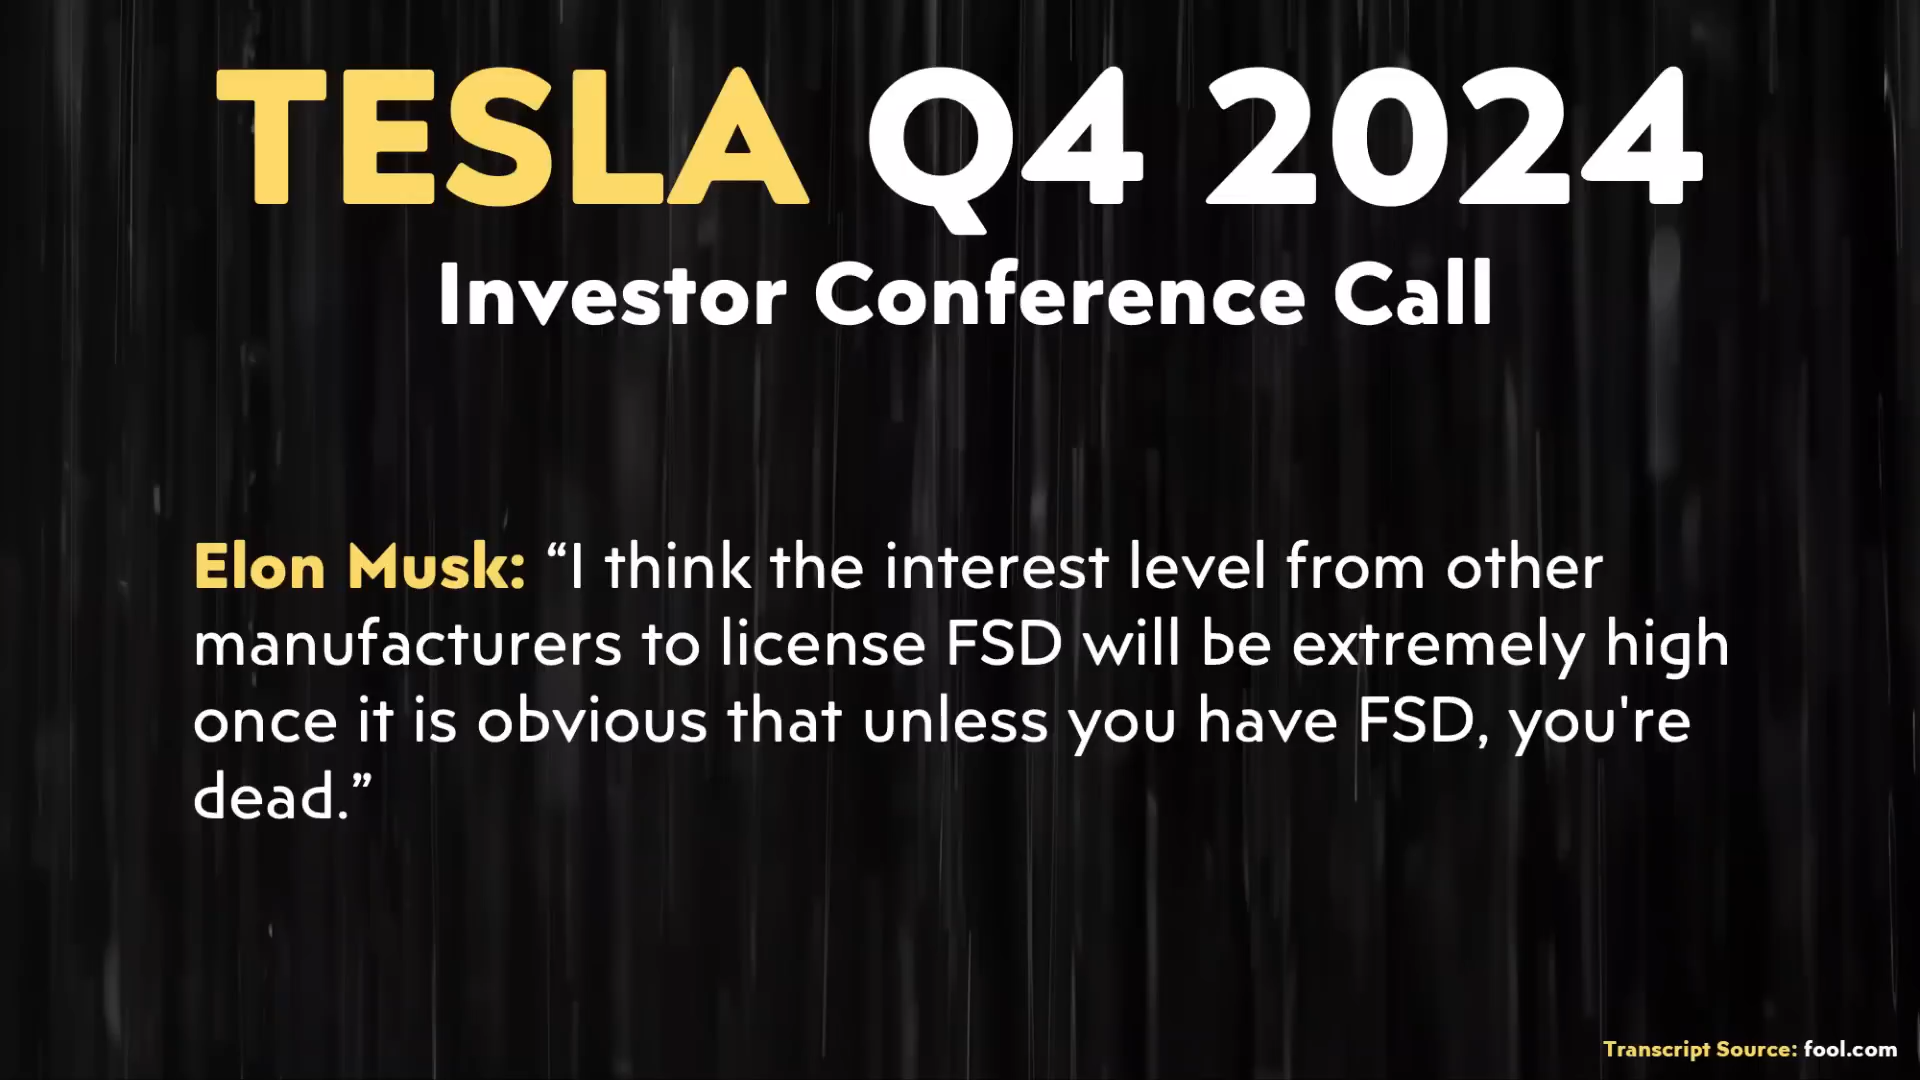 TESLA Q4 2024
Investor Conference Call
Elon Musk: “I think the interest level from other
manufacturers to license FSD will be extremely high
once it is obvious that unless you have FSD, you're
dead.”
Transcript Source: fool.com